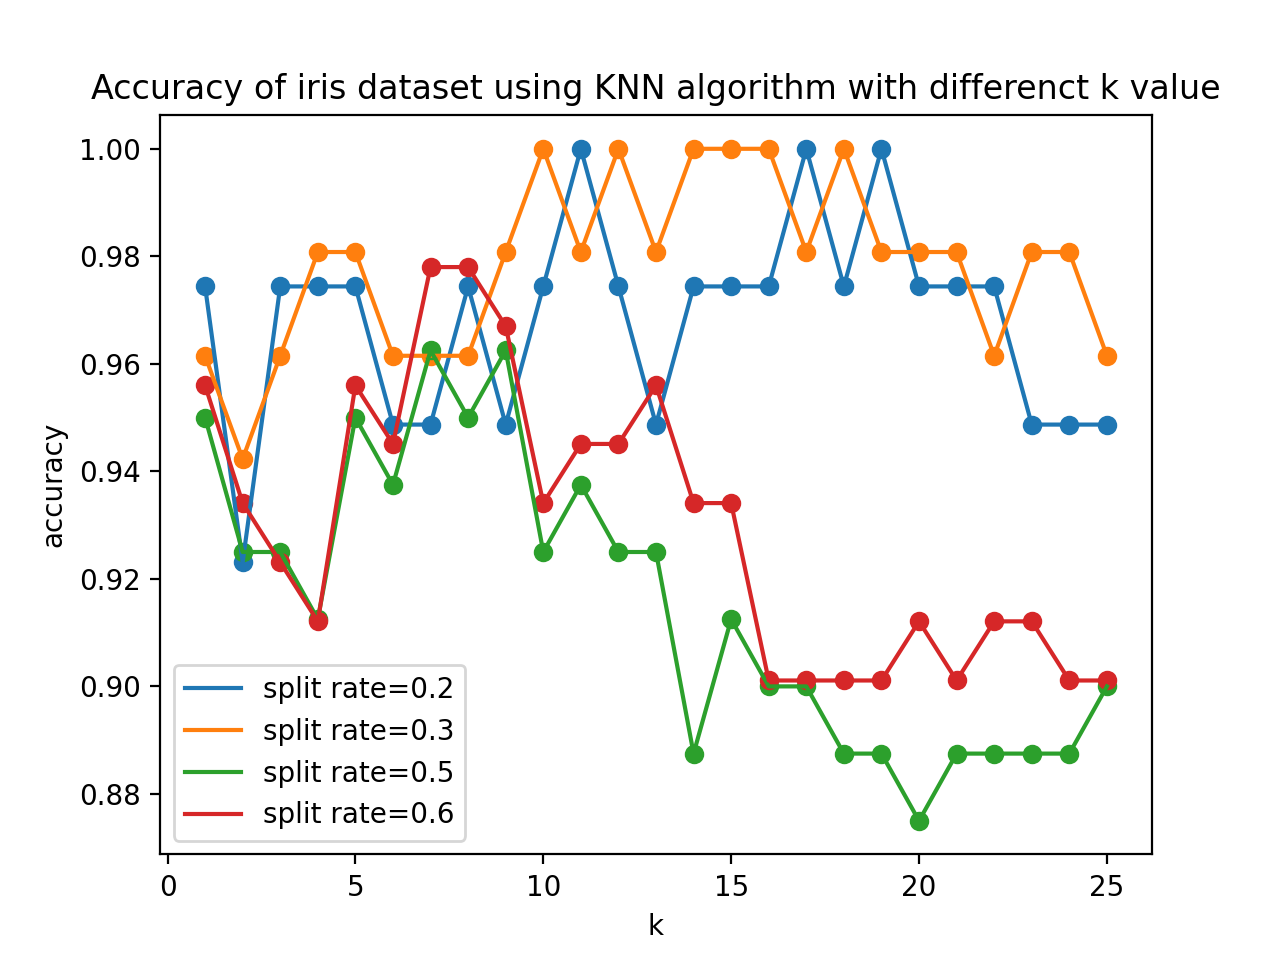 Accuracy of iris dataset using KNN algorithm with differenct k value
1.00
0.98
0.96
0.94
0.92
0.90
0.88
accuracy
split rate=0.2
split rate=0.3
split rate=0.5
split rate=0.6
0 5 10 15 20 25
k